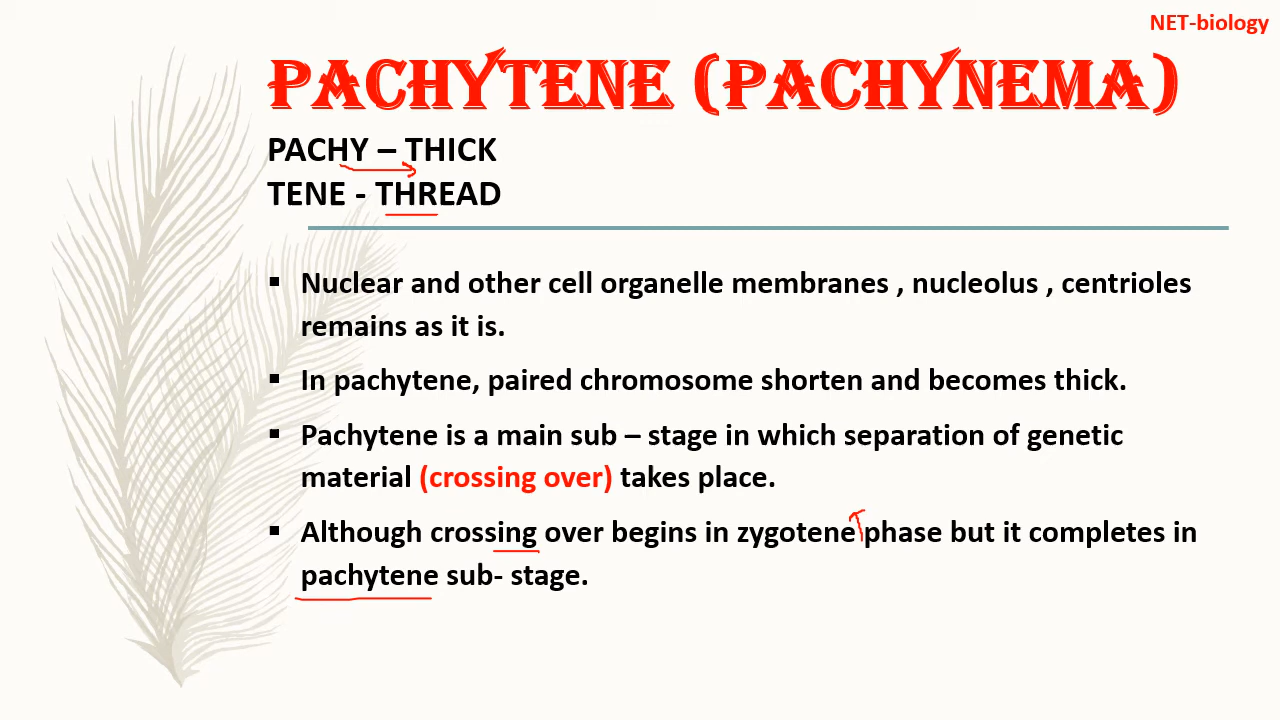 NET-biology
PACHYTENE (PACHYNEMA)
PACHY – THICK
TENE - THREAD
▪ Nuclear and other cell organelle membranes , nucleolus , centrioles
remains as it is.
▪ In pachytene, paired chromosome shorten and becomes thick.
▪ Pachytene is a main sub – stage in which separation of genetic
material (crossing over) takes place.
▪ Although crossing over begins in zygotene phase but it completes in
pachytene sub- stage.